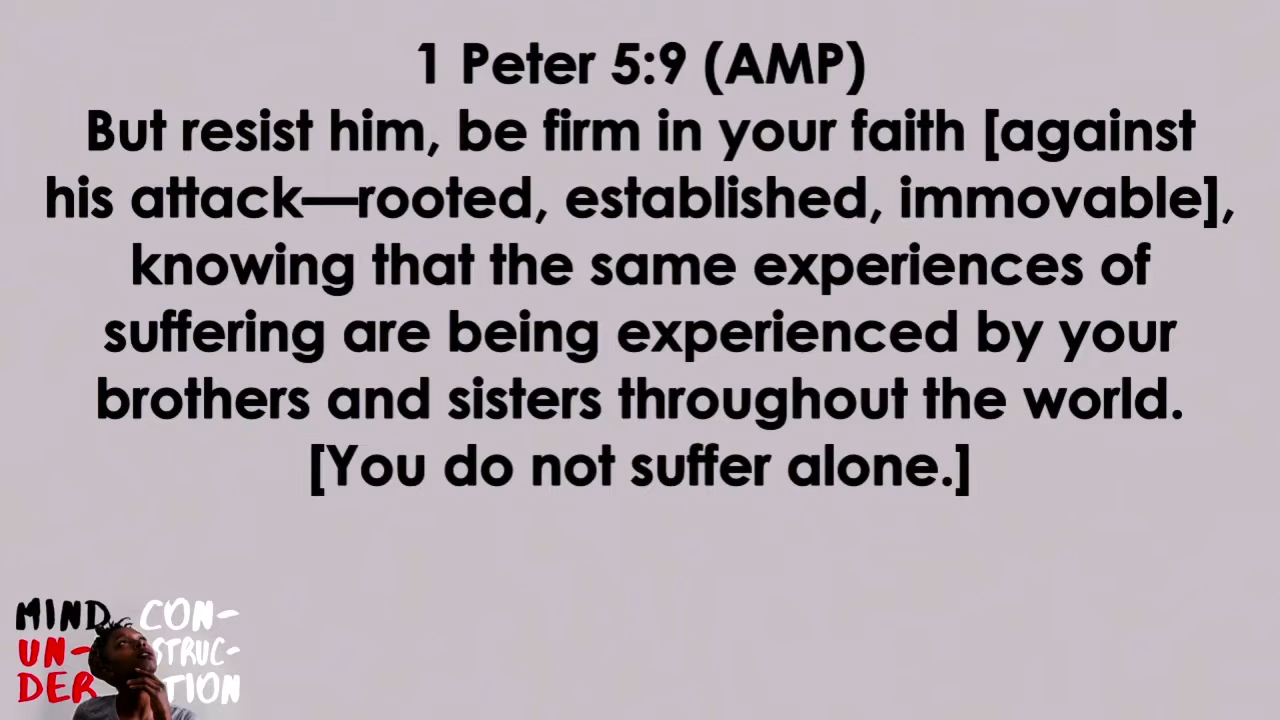 1 Peter 5:9 (AMP)
But resist him, be firm in your faith [against
his attack—rooted, established, immovable],
knowing that the same experiences of
suffering are being experienced by your
brothers and sisters throughout the world.
[You do not suffer alone.]
MIND CON-
UN- STRUC-
DER TION